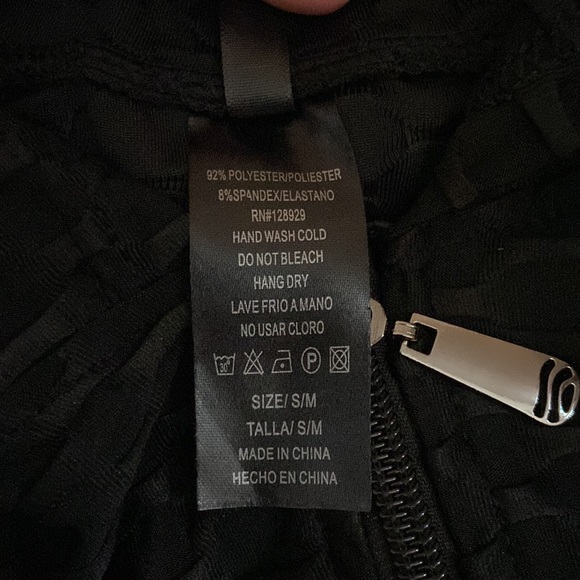 92% POLYESTER/POLIESTER
8%SPANDEX/ELASTANO
RN#128929
HAND WASH COLD
DO NOT BLEACH
HANG DRY
LAVE FRIO A MANO
NO USAR CLORO
30° P
SIZE/ S/M
TALLA/ S/M
MADE IN CHINA
HECHO EN CHINA